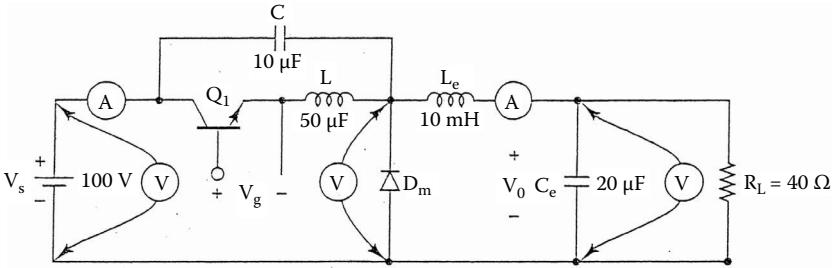 C
10 μF
A
Q1
L
50 μF
Le
10 mH
A
+
Vs
100 V
−
V
+
Vg
−
V
Dm
+
V0
−
Ce
20 μF
V
RL = 40 Ω